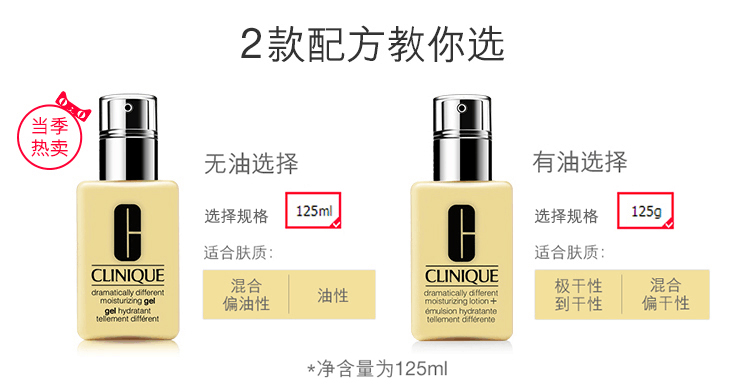 2款配方教你选
当季
热卖
无油选择
选择规格 125ml
适合肤质:
混合
偏油性
油性
CLINIQUE
dramatically different
moisturizing gel
gel hydratant
tellement différent
有油选择
选择规格 125g
适合肤质:
极干性
到干性
混合
偏干性
CLINIQUE
dramatically different
moisturizing lotion +
émulsion hydratante
tellement différente
*净含量为125ml